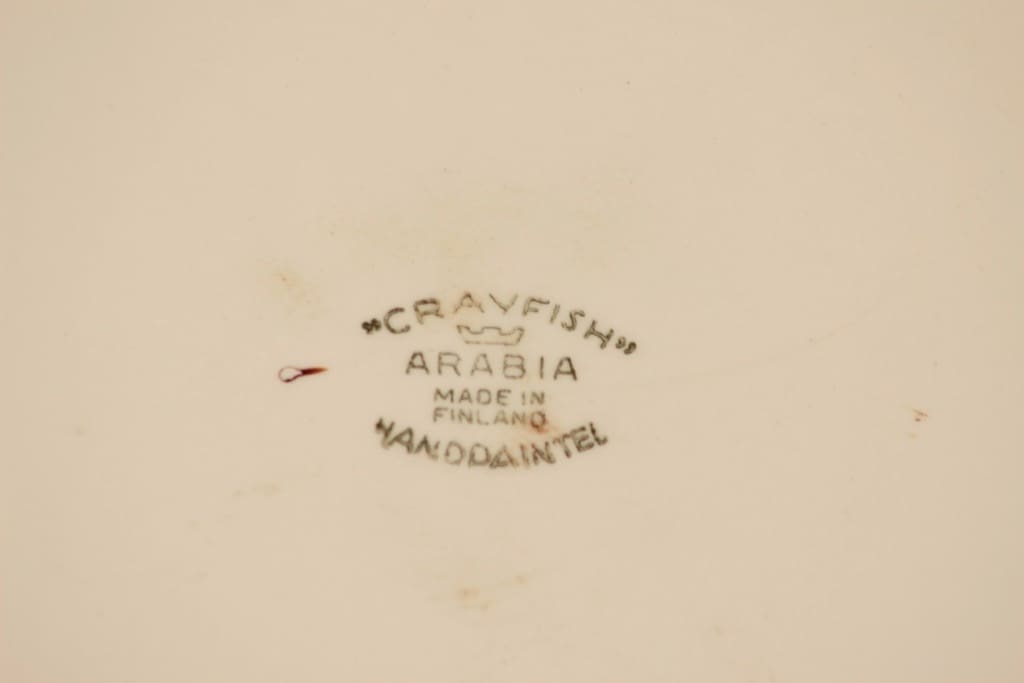 "CRAYFISH"
ARABIA
MADE IN
FINLAND
HANDPAINTED